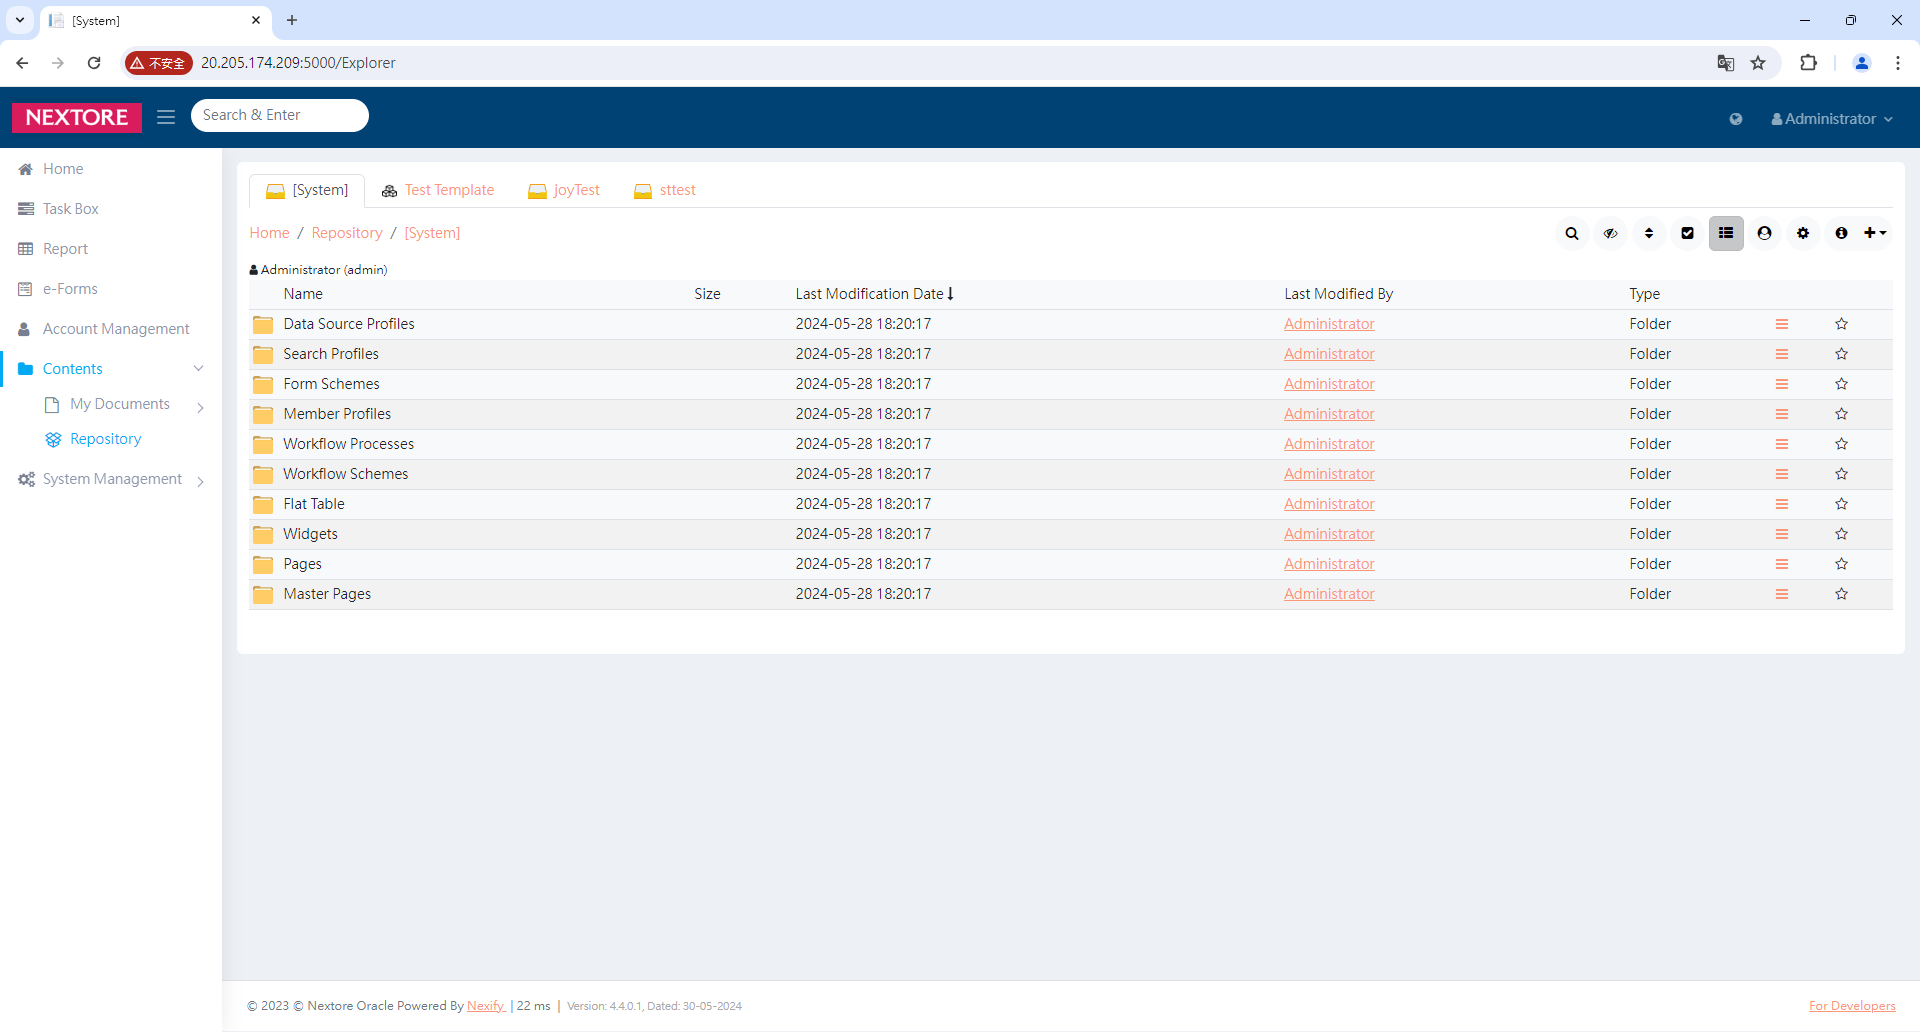 [System]
不安全
20.205.174.209:5000/Explorer
NEXTORE
Search & Enter
Administrator
Home
Task Box
Report
e-Forms
Account Management
Contents
My Documents
Repository
System Management
[System] Test Template joyTest sttest
Home / Repository / [System]
Administrator (admin)
Name Size Last Modification Date Last Modified By Type
Data Source Profiles 2024-05-28 18:20:17 Administrator Folder
Search Profiles 2024-05-28 18:20:17 Administrator Folder
Form Schemes 2024-05-28 18:20:17 Administrator Folder
Member Profiles 2024-05-28 18:20:17 Administrator Folder
Workflow Processes 2024-05-28 18:20:17 Administrator Folder
Workflow Schemes 2024-05-28 18:20:17 Administrator Folder
Flat Table 2024-05-28 18:20:17 Administrator Folder
Widgets 2024-05-28 18:20:17 Administrator Folder
Pages 2024-05-28 18:20:17 Administrator Folder
Master Pages 2024-05-28 18:20:17 Administrator Folder
© 2023 © Nextore Oracle Powered By Nexify | 22 ms | Version: 4.4.0.1, Dated: 30-05-2024
For Developers